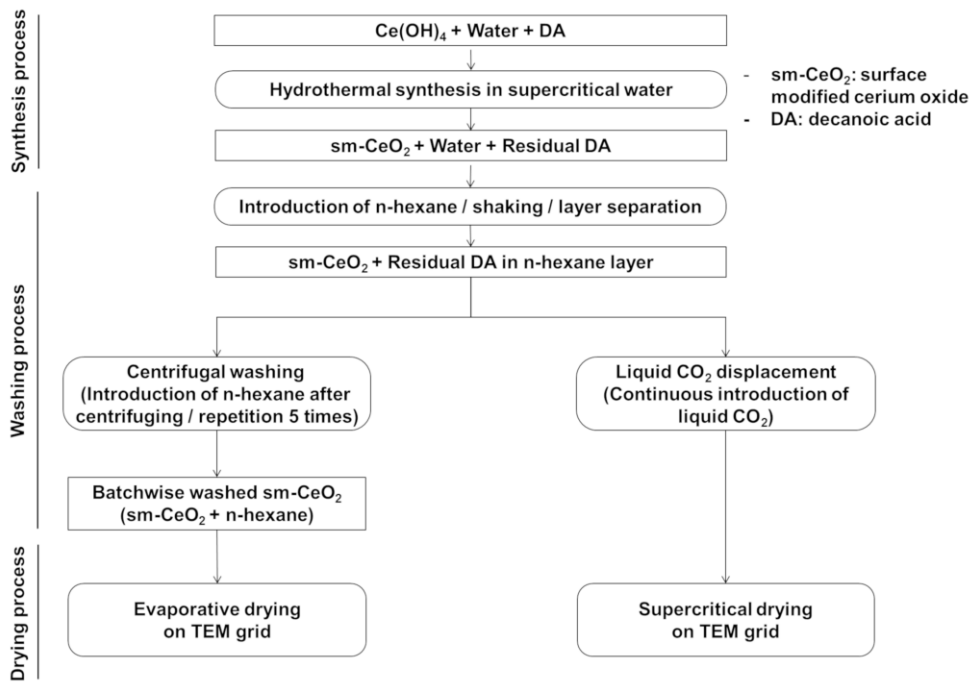 Synthesis process
Ce(OH)₄ + Water + DA
Hydrothermal synthesis in supercritical water
sm-CeO₂ + Water + Residual DA
- sm-CeO₂: surface
modified cerium oxide
- DA: decanoic acid
Washing process
Introduction of n-hexane / shaking / layer separation
sm-CeO₂ + Residual DA in n-hexane layer
Centrifugal washing
(Introduction of n-hexane after
centrifuging / repetition 5 times)
Batchwise washed sm-CeO₂
(sm-CeO₂ + n-hexane)
Liquid CO₂ displacement
(Continuous introduction of
liquid CO₂)
Drying process
Evaporative drying
on TEM grid
Supercritical drying
on TEM grid